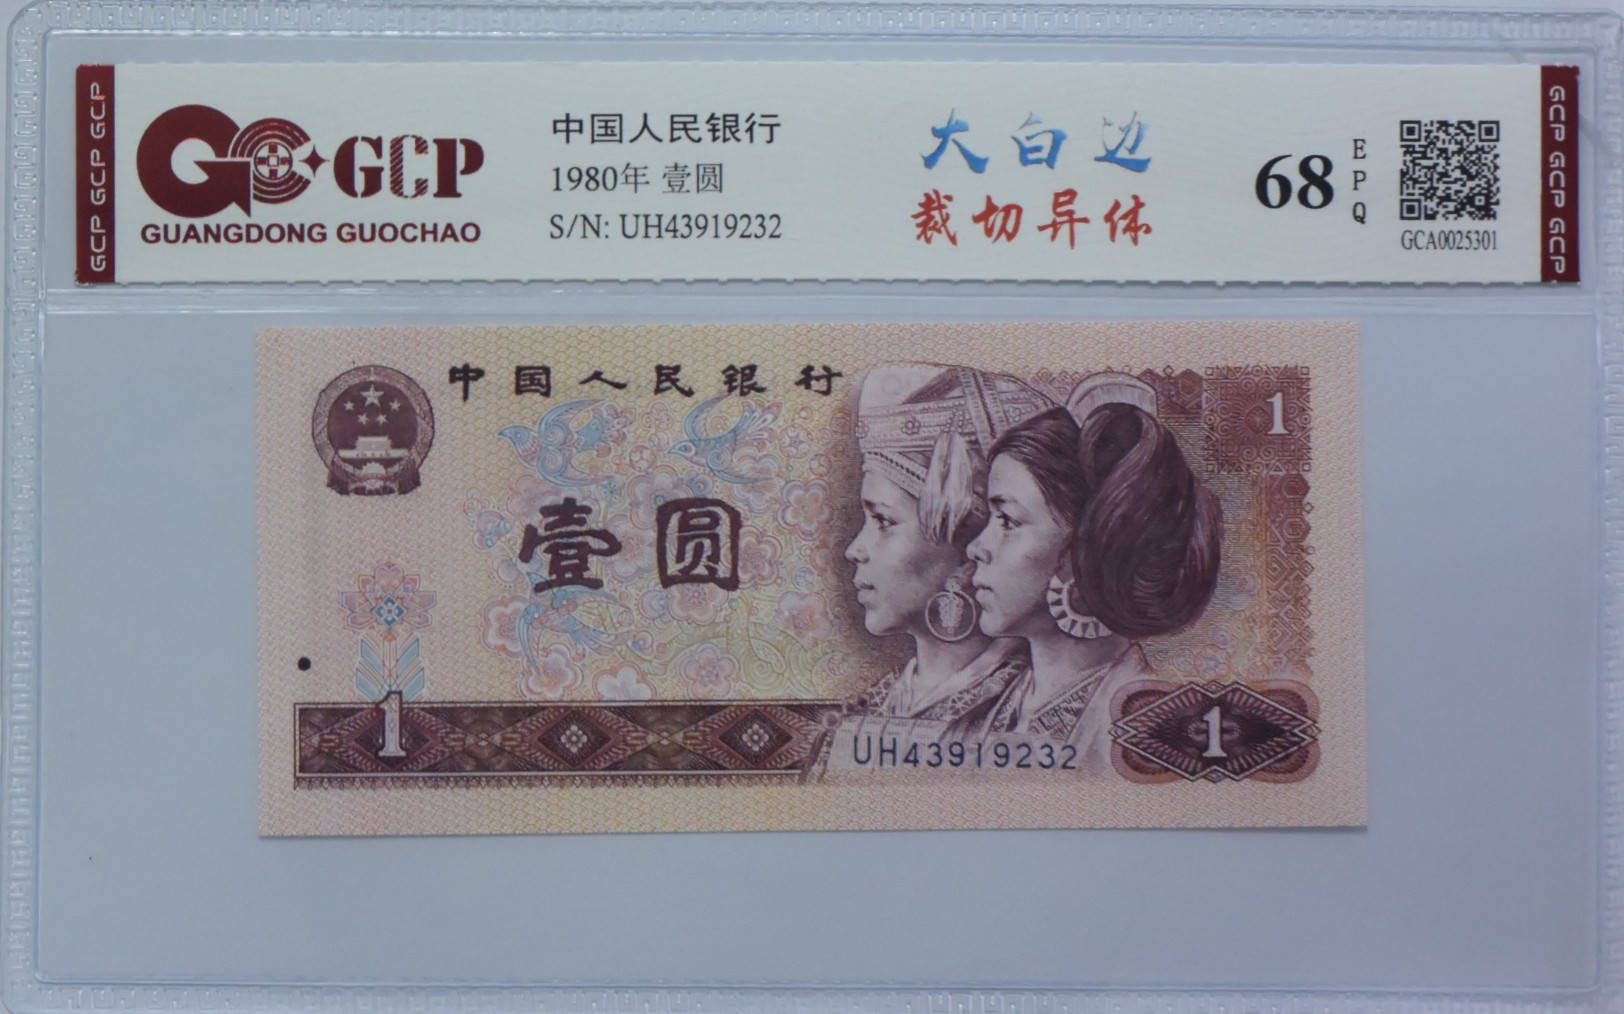 GCP GCP GCP
GCP
GUANGDONG GUOCHAO
中国人民银行
1980年 壹圆
S/N: UH43919232
大白边
裁切异体
68
EPQ
GCA0025301
GCP GCP GCP
中国人民银行
1
壹圆
1
UH43919232
1